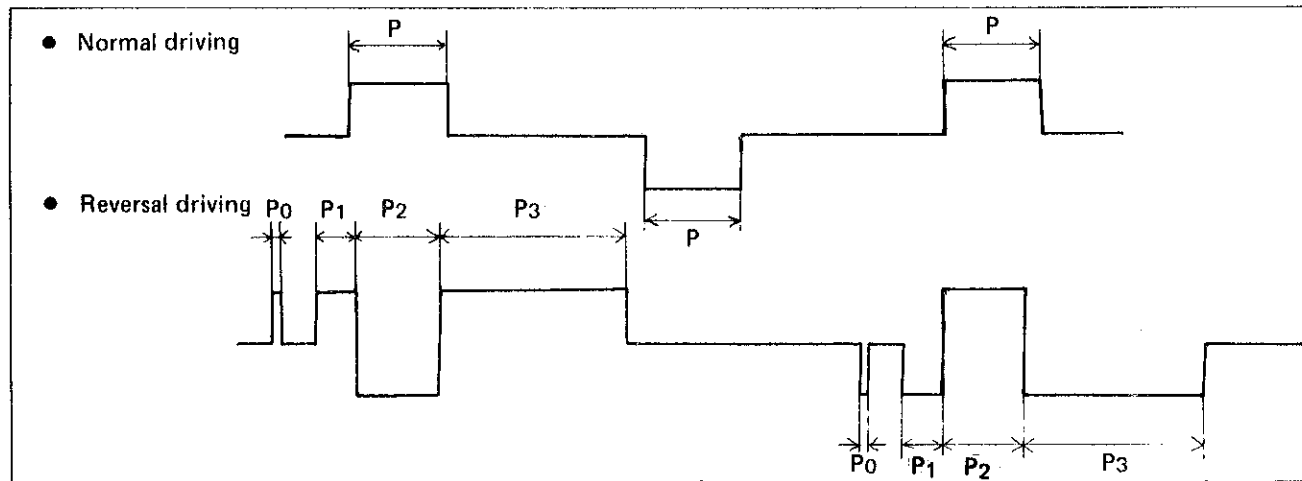 P P
● Normal driving
P
● Reversal driving P0 P1 P2 P3
P0 P1 P2 P3